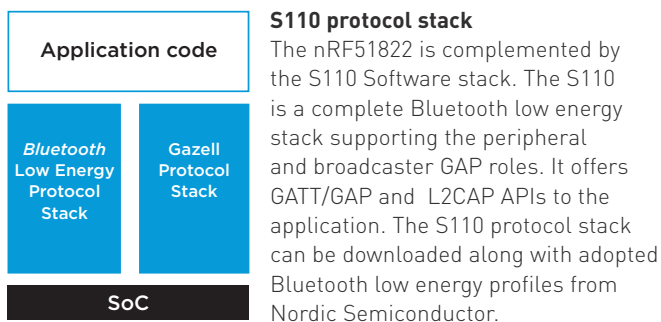 Application code
Bluetooth
Low Energy
Protocol
Stack
Gazell
Protocol
Stack
SoC
S110 protocol stack
The nRF51822 is complemented by
the S110 Software stack. The S110
is a complete Bluetooth low energy
stack supporting the peripheral
and broadcaster GAP roles. It offers
GATT/GAP and  L2CAP APIs to the
application. The S110 protocol stack
can be downloaded along with adopted
Bluetooth low energy profiles from
Nordic Semiconductor.